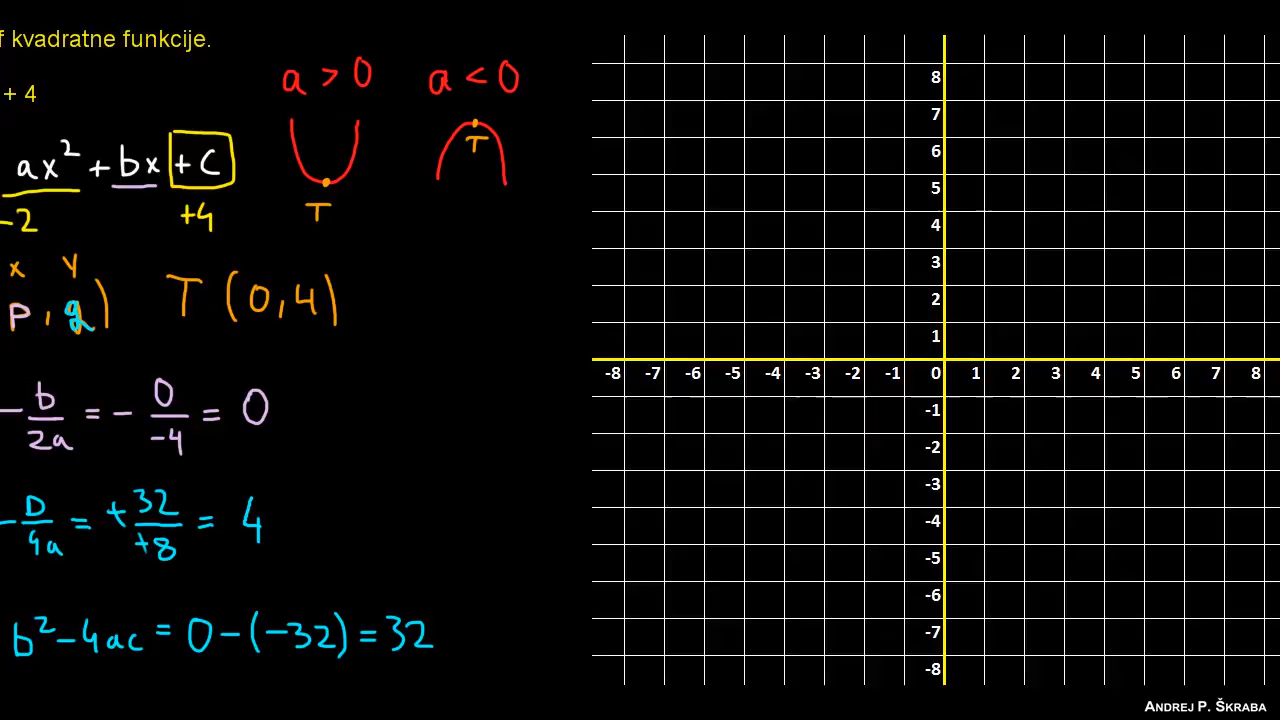 f kvadratne funkcije.
+ 4
a > 0
a < 0
ax² + bx + c
-2
+4
T
T
x y
p, q)
T (0, 4)
- b/2a = - 0/-4 = 0
- D/4a = + 32/+8 = 4
b² - 4ac = 0 - (-32) = 32
8
7
6
5
4
3
2
1
-8 -7 -6 -5 -4 -3 -2 -1 0 1 2 3 4 5 6 7 8
-1
-2
-3
-4
-5
-6
-7
-8
ANDREJ P. ŠKRABA